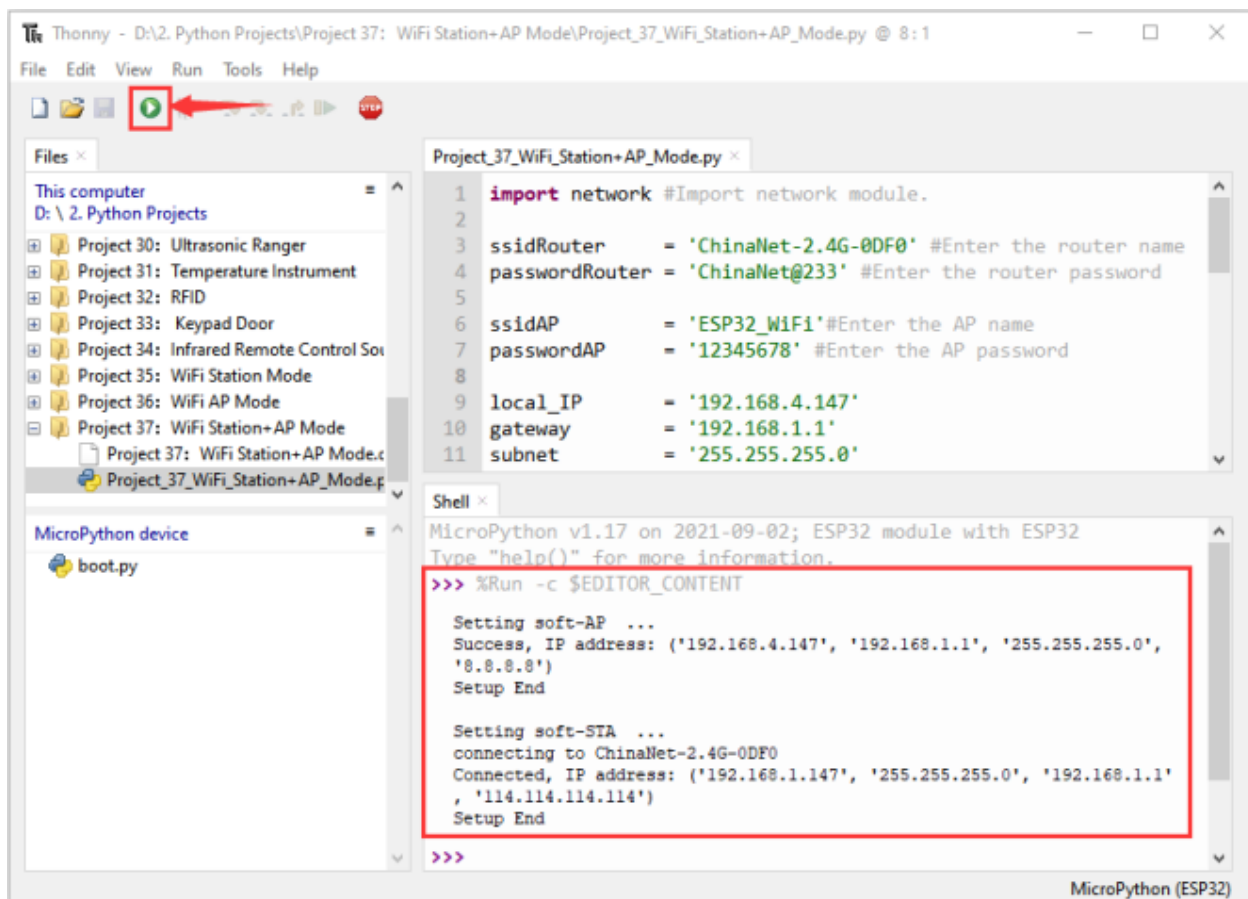 Thonny - D:\2. Python Projects\Project 37: WiFi Station+AP Mode\Project_37_WiFi_Station+AP_Mode.py @ 8:1
File Edit View Run Tools Help
STOP
Files
This computer
D: \ 2. Python Projects
Project 30: Ultrasonic Ranger
Project 31: Temperature Instrument
Project 32: RFID
Project 33: Keypad Door
Project 34: Infrared Remote Control Sou
Project 35: WiFi Station Mode
Project 36: WiFi AP Mode
Project 37: WiFi Station+AP Mode
Project 37: WiFi Station+AP Mode.c
Project_37_WiFi_Station+AP_Mode.p
MicroPython device
boot.py
Project_37_WiFi_Station+AP_Mode.py
1 import network #Import network module.
2
3 ssidRouter = 'ChinaNet-2.4G-0DF0' #Enter the router name
4 passwordRouter = 'ChinaNet@233' #Enter the router password
5
6 ssidAP = 'ESP32_WiFi'#Enter the AP name
7 passwordAP = '12345678' #Enter the AP password
8
9 local_IP = '192.168.4.147'
10 gateway = '192.168.1.1'
11 subnet = '255.255.255.0'
Shell
MicroPython v1.17 on 2021-09-02; ESP32 module with ESP32
Type "help()" for more information.
>>> %Run -c $EDITOR_CONTENT
Setting soft-AP ...
Success, IP address: ('192.168.4.147', '192.168.1.1', '255.255.255.0',
'8.8.8.8')
Setup End
Setting soft-STA ...
connecting to ChinaNet-2.4G-0DF0
Connected, IP address: ('192.168.1.147', '255.255.255.0', '192.168.1.1'
, '114.114.114.114')
Setup End
>>>
MicroPython (ESP32)